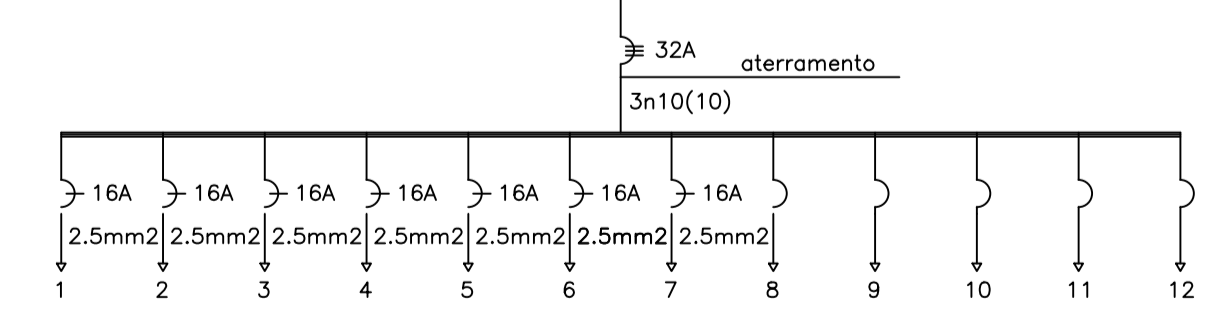 32A
aterramento
3n10(10)
16A 16A 16A 16A 16A 16A 16A
2.5mm2 2.5mm2 2.5mm2 2.5mm2 2.5mm2 2.5mm2 2.5mm2
1 2 3 4 5 6 7 8 9 10 11 12